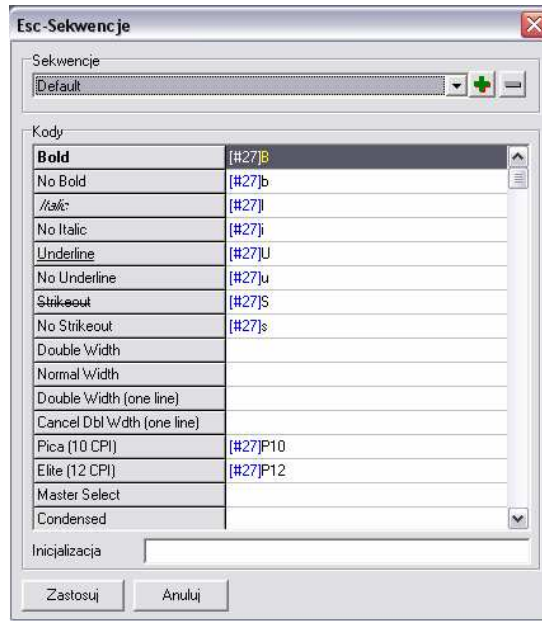 Esc-Sekwencje
Sekwencje
Default
Kody
Bold [#27]B
No Bold [#27]b
Italic [#27]I
No Italic [#27]i
Underline [#27]U
No Underline [#27]u
Strikeout [#27]S
No Strikeout [#27]s
Double Width
Normal Width
Double Width (one line)
Cancel Dbl Wdth (one line)
Pica (10 CPI) [#27]P10
Elite (12 CPI) [#27]P12
Master Select
Condensed
Inicjalizacja
Zastosuj Anuluj